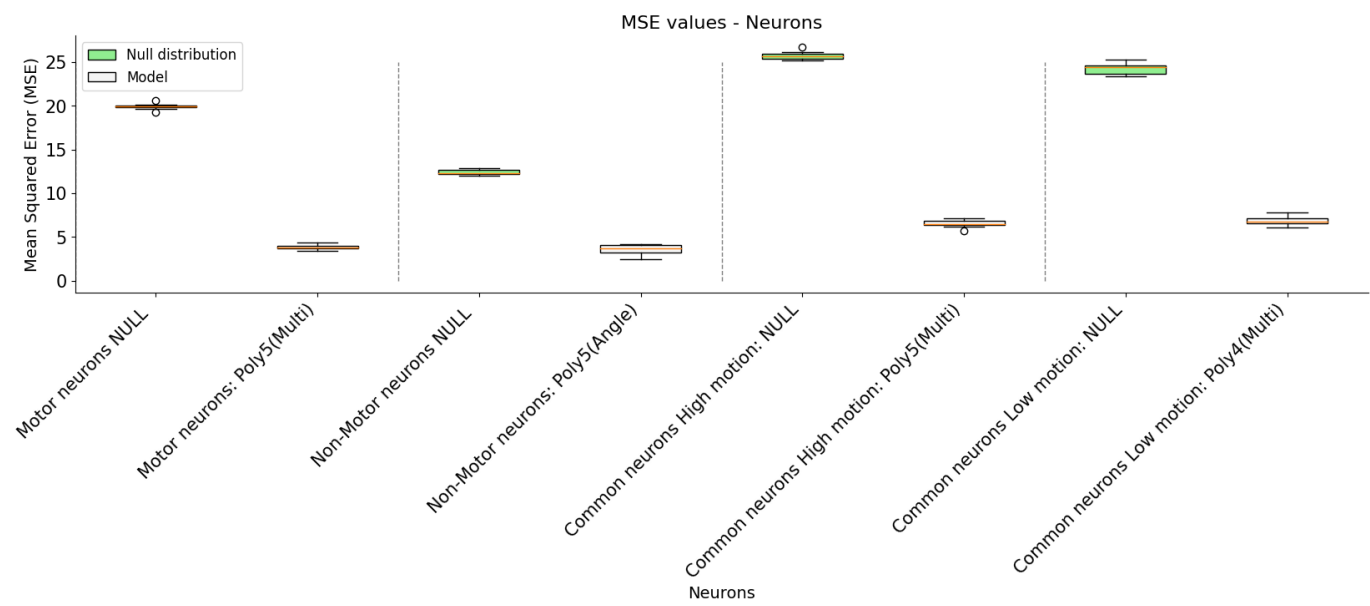 MSE values - Neurons
Null distribution
Model
Mean Squared Error (MSE)
25
20
15
10
5
0
Motor neurons NULL
Motor neurons: Poly5(Multi)
Non-Motor neurons NULL
Non-Motor neurons: Poly5(Angle)
Common neurons High motion: NULL
Common neurons High motion: Poly5(Multi)
Common neurons Low motion: NULL
Common neurons Low motion: Poly4(Multi)
Neurons